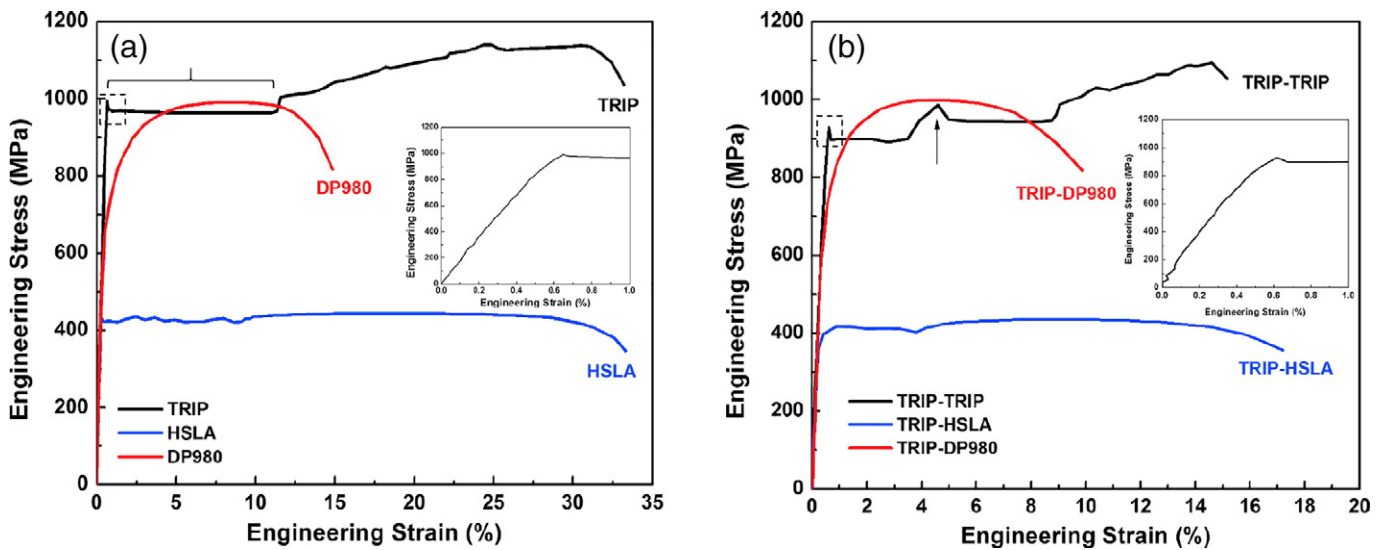 (a)
Engineering Stress (MPa)
1200
1000
800
600
400
200
0
0 5 10 15 20 25 30 35
Engineering Strain (%)
TRIP
DP980
HSLA
TRIP
HSLA
DP980
Engineering Stress (MPa)
1200
1000
800
600
400
200
0
0.0 0.2 0.4 0.6 0.8 1.0
Engineering Strain (%)
(b)
Engineering Stress (MPa)
1200
1000
800
600
400
200
0
0 2 4 6 8 10 12 14 16 18 20
Engineering Strain (%)
TRIP-TRIP
TRIP-DP980
TRIP-HSLA
TRIP-TRIP
TRIP-HSLA
TRIP-DP980
Engineering Stress (MPa)
1200
1000
800
600
400
200
0
0.0 0.2 0.4 0.6 0.8 1.0
Engineering Strain (%)